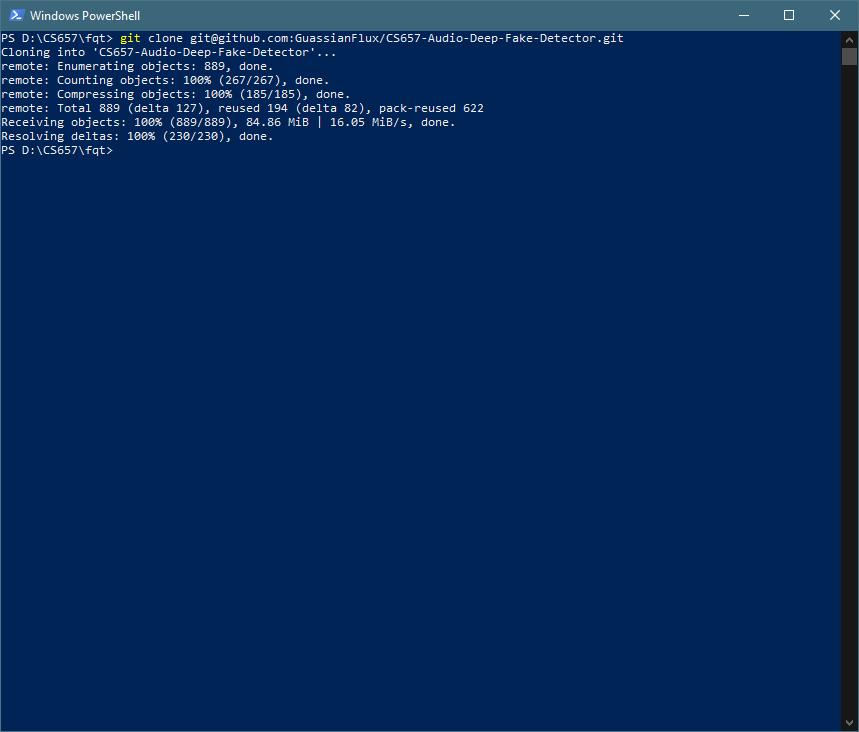 Windows PowerShell
PS D:\CS657\fqt> git clone git@github.com:GuassianFlux/CS657-Audio-Deep-Fake-Detector.git
Cloning into 'CS657-Audio-Deep-Fake-Detector'...
remote: Enumerating objects: 889, done.
remote: Counting objects: 100% (267/267), done.
remote: Compressing objects: 100% (185/185), done.
remote: Total 889 (delta 127), reused 194 (delta 82), pack-reused 622
Receiving objects: 100% (889/889), 84.86 MiB | 16.05 MiB/s, done.
Resolving deltas: 100% (230/230), done.
PS D:\CS657\fqt>